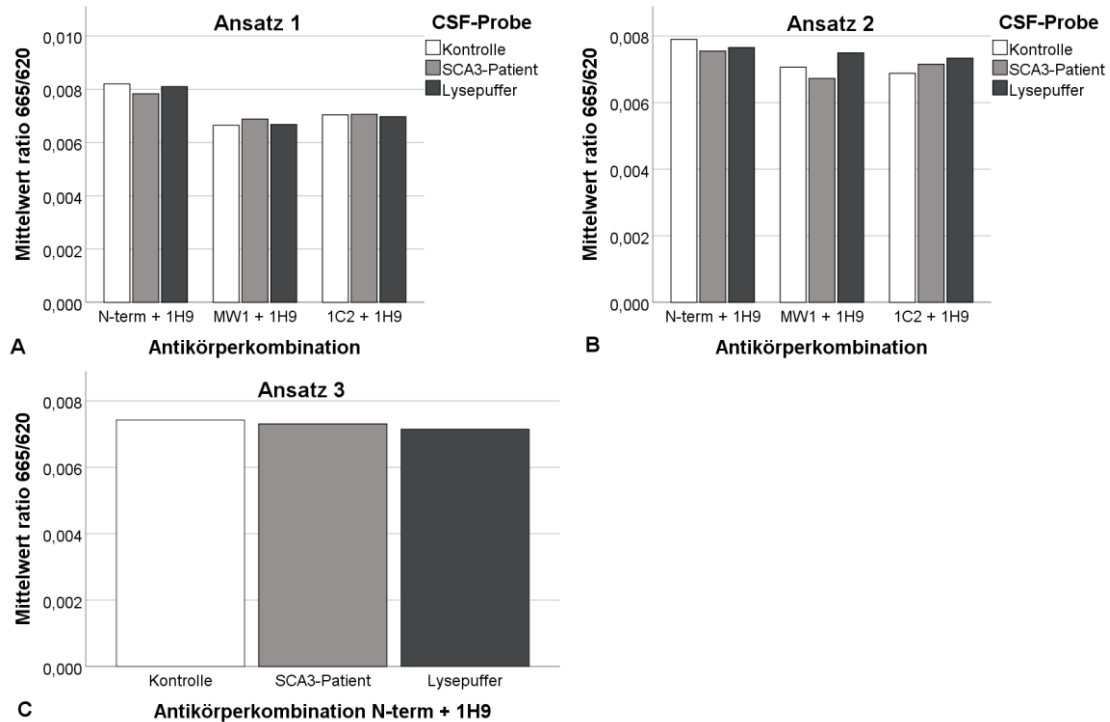 Ansatz 1
CSF-Probe
Kontrolle
SCA3-Patient
Lysepuffer
Mittelwert ratio 665/620
0,010
0,008
0,006
0,004
0,002
0,000
N-term + 1H9 MW1 + 1H9 1C2 + 1H9
A Antikörperkombination
Ansatz 2
CSF-Probe
Kontrolle
SCA3-Patient
Lysepuffer
Mittelwert ratio 665/620
0,008
0,006
0,004
0,002
0,000
N-term + 1H9 MW1 + 1H9 1C2 + 1H9
B Antikörperkombination
Ansatz 3
Mittelwert ratio 665/620
0,008
0,006
0,004
0,002
0,000
Kontrolle SCA3-Patient Lysepuffer
C Antikörperkombination N-term + 1H9